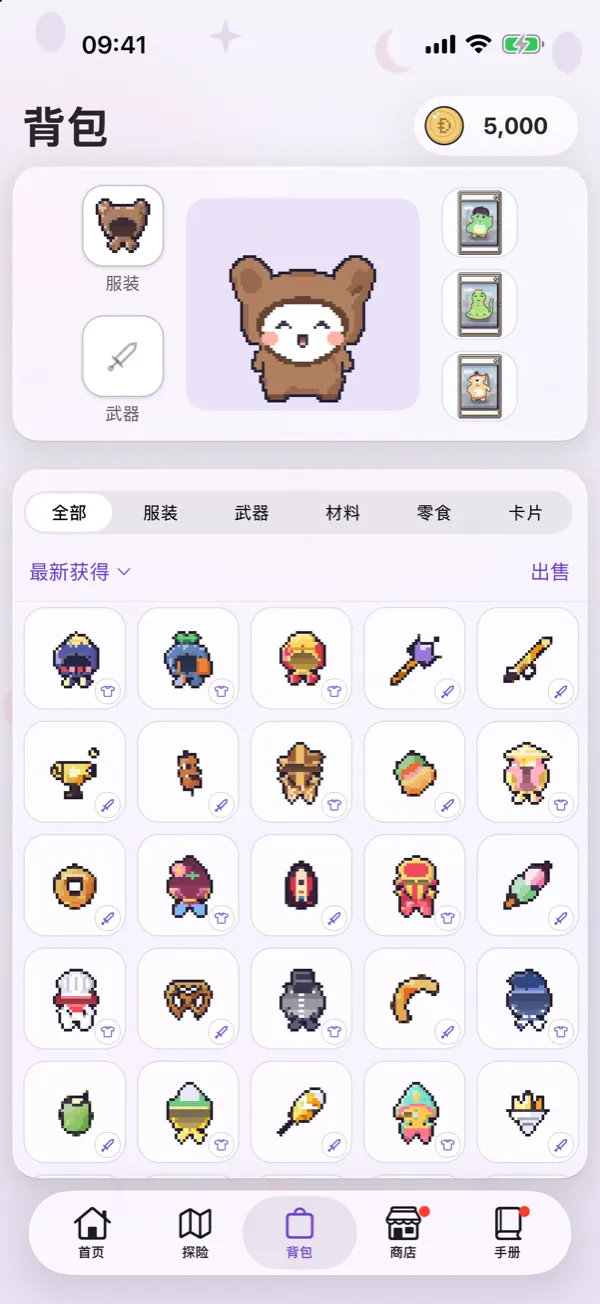 09:41
背包
5,000
服装
武器
全部 服装 武器 材料 零食 卡片
最新获得 出售
首页 探险 背包 商店 手册